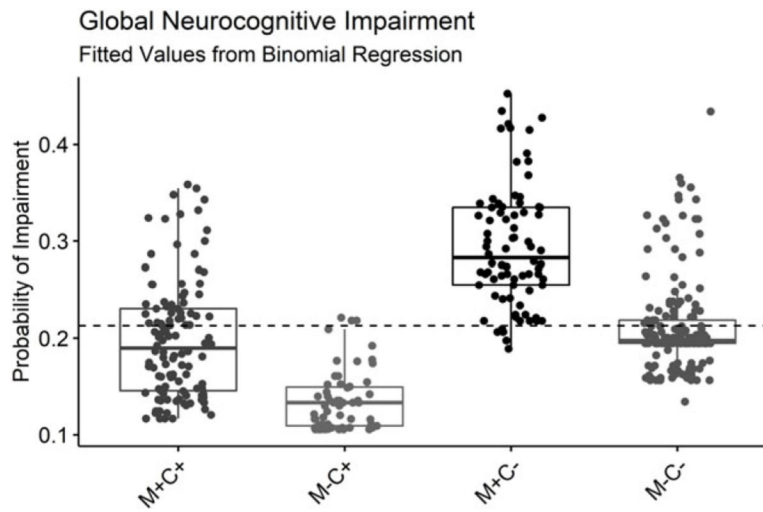 Global Neurocognitive Impairment
Fitted Values from Binomial Regression
Probability of Impairment
0.4
0.3
0.2
0.1
M+C+
M-C+
M+C-
M-C-